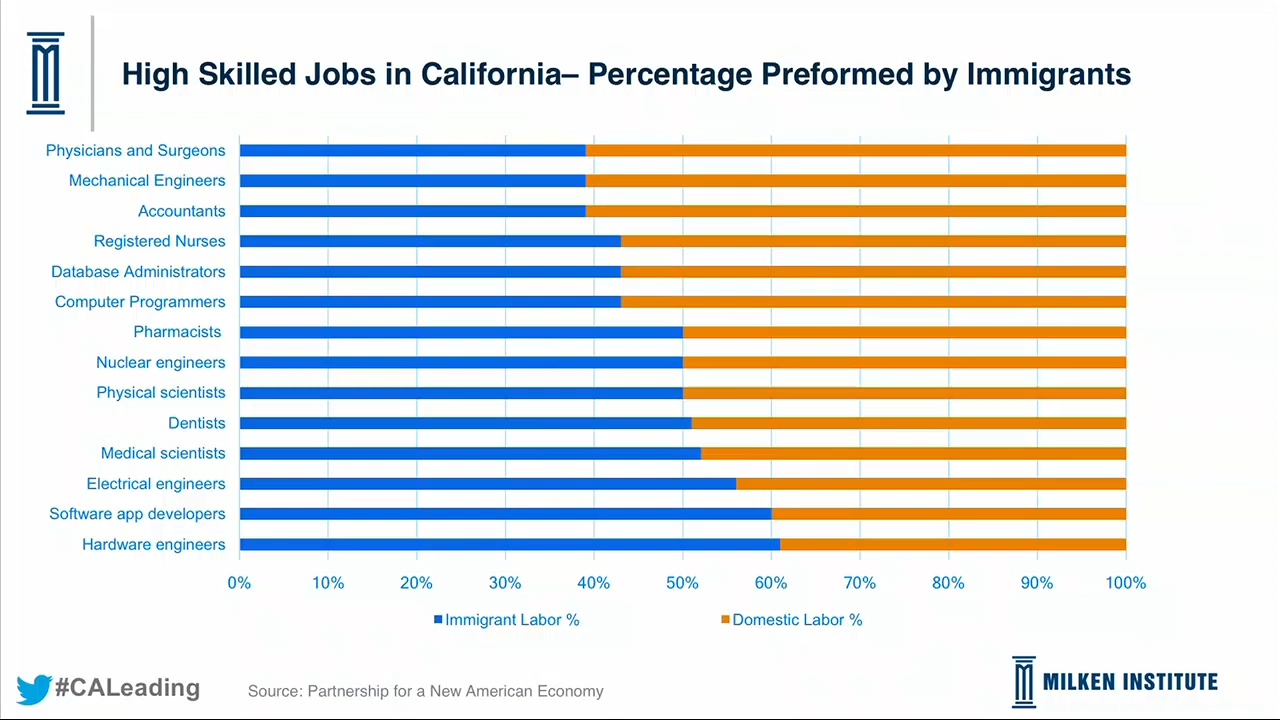 High Skilled Jobs in California– Percentage Preformed by Immigrants
Physicians and Surgeons
Mechanical Engineers
Accountants
Registered Nurses
Database Administrators
Computer Programmers
Pharmacists
Nuclear engineers
Physical scientists
Dentists
Medical scientists
Electrical engineers
Software app developers
Hardware engineers
0% 10% 20% 30% 40% 50% 60% 70% 80% 90% 100%
Immigrant Labor % Domestic Labor %
#CALeading
Source: Partnership for a New American Economy
MILKEN INSTITUTE